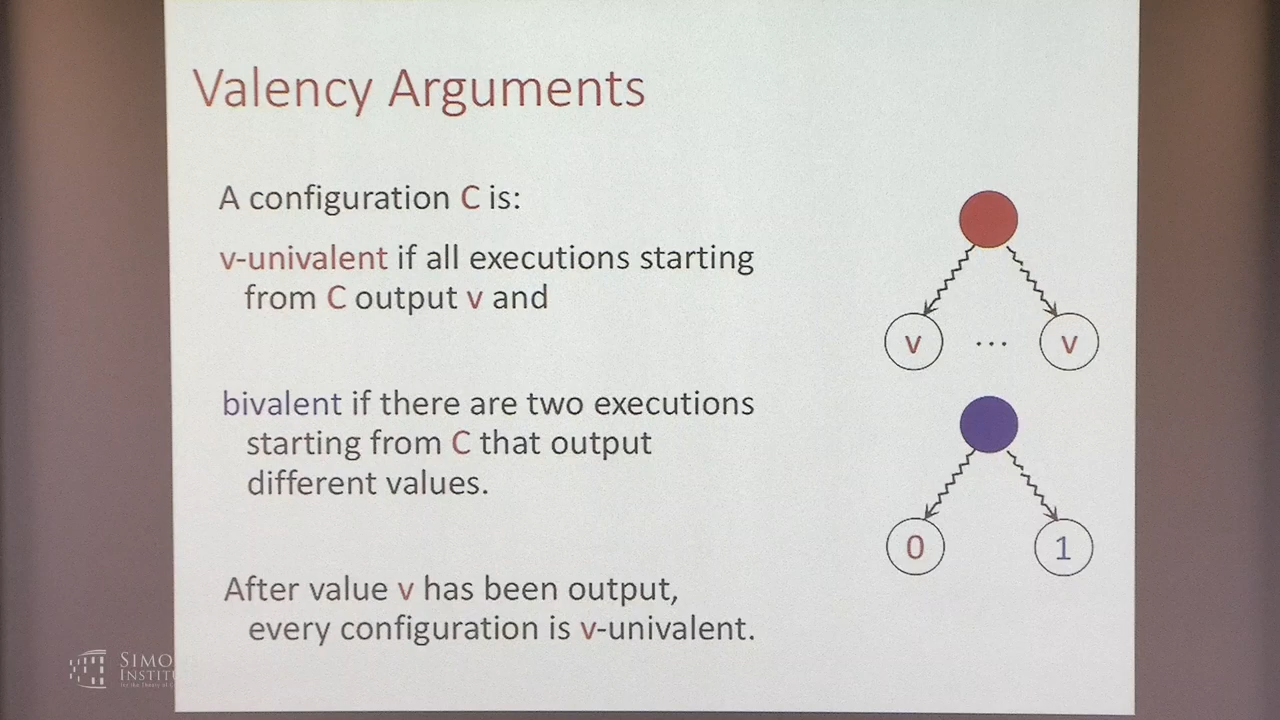 Valency Arguments
A configuration C is:
v-univalent if all executions starting
from C output v and
v ... v
bivalent if there are two executions
starting from C that output
different values.
0 1
After value v has been output,
every configuration is v-univalent.